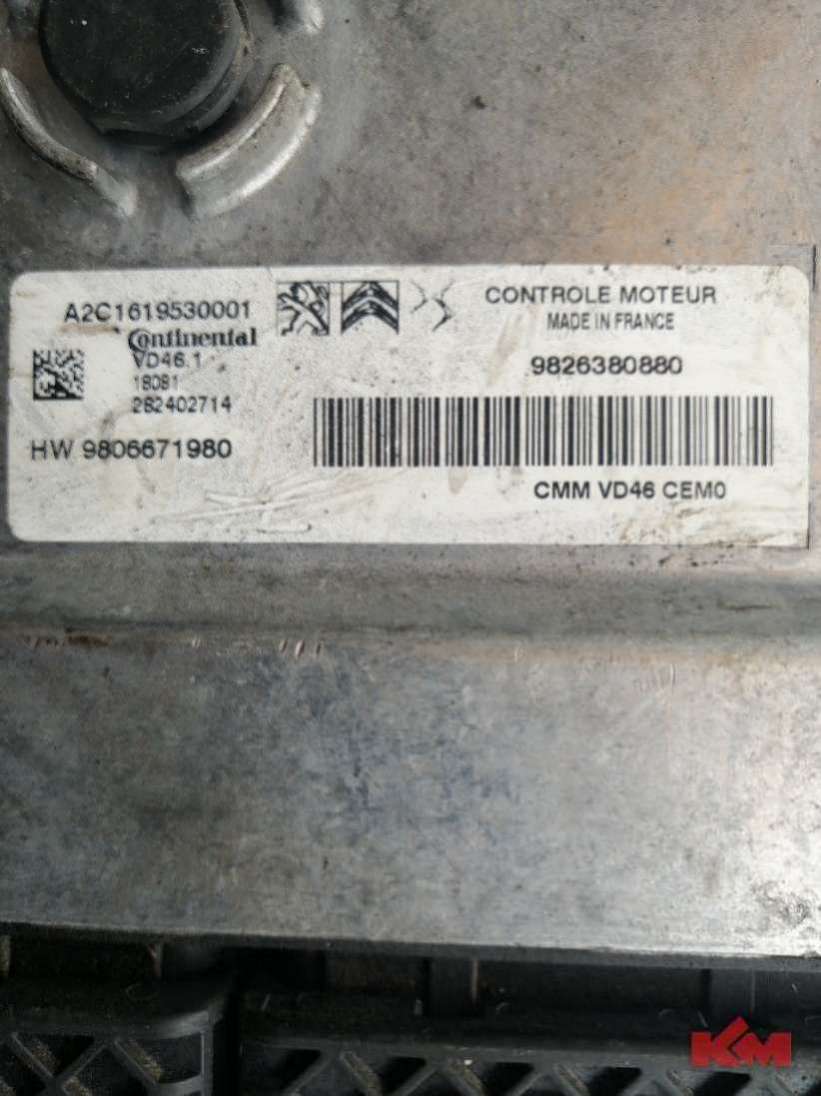 A2C1619530001
Continental
VD46.1
18081
282402714
HW 9806671980
CONTROLE MOTEUR
MADE IN FRANCE
9826380880
CMM VD46 CEM0
KM